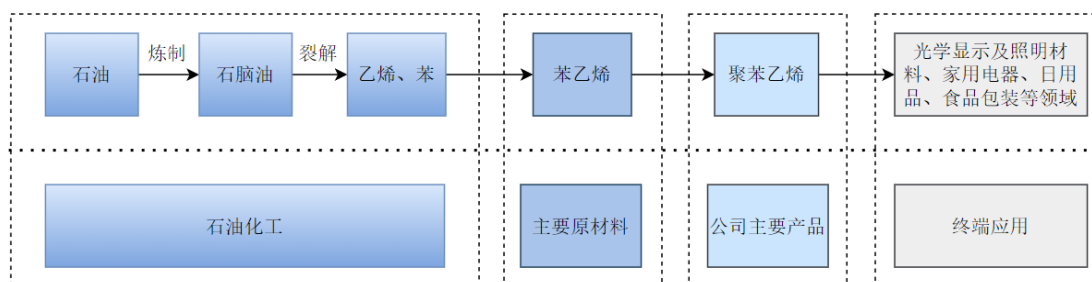 炼制
裂解
石油
石脑油
乙烯、苯
苯乙烯
聚苯乙烯
光学显示及照明材
料、家用电器、日用
品、食品包装等领域
石油化工
主要原材料
公司主要产品
终端应用